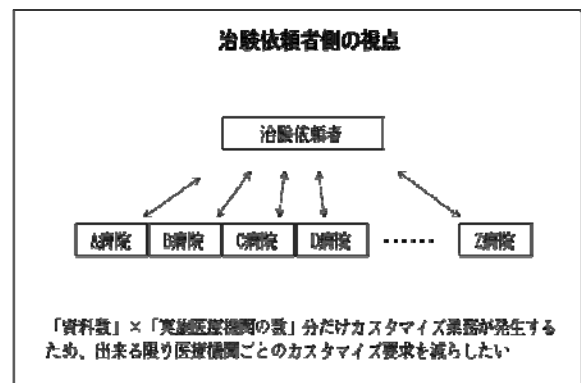 治験依頼者側の視点
治験依頼者
A病院 B病院 C病院 D病院 ‥‥‥ Z病院
「資料数」×「実施医療機関の数」分だけカスタマイズ業務が発生する
ため、出来る限り医療機関ごとのカスタマイズ要求を減らしたい